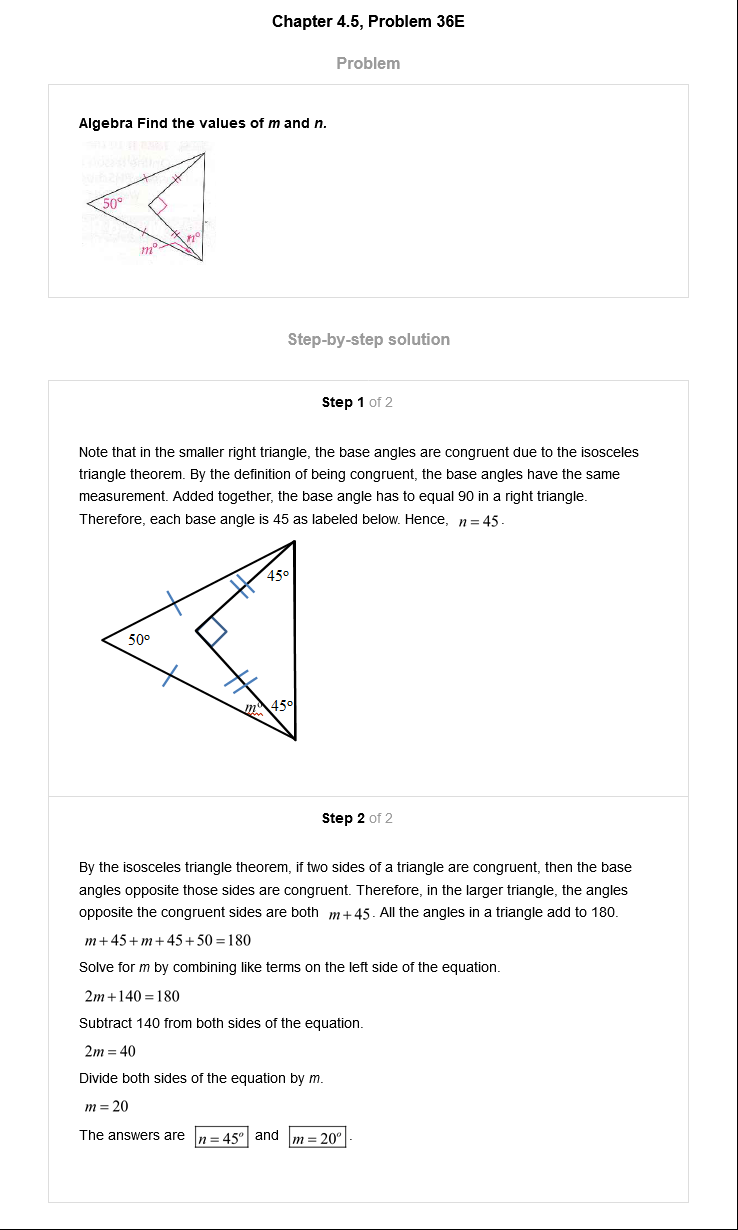 Chapter 4.5, Problem 36E
Problem
Algebra Find the values of m and n.
50°
n°
m°
Step-by-step solution
Step 1 of 2
Note that in the smaller right triangle, the base angles are congruent due to the isosceles
triangle theorem. By the definition of being congruent, the base angles have the same
measurement. Added together, the base angle has to equal 90 in a right triangle.
Therefore, each base angle is 45 as labeled below. Hence, n = 45.
45°
50°
m° 45°
Step 2 of 2
By the isosceles triangle theorem, if two sides of a triangle are congruent, then the base
angles opposite those sides are congruent. Therefore, in the larger triangle, the angles
opposite the congruent sides are both m + 45. All the angles in a triangle add to 180.
m + 45 + m + 45 + 50 = 180
Solve for m by combining like terms on the left side of the equation.
2m + 140 = 180
Subtract 140 from both sides of the equation.
2m = 40
Divide both sides of the equation by m.
m = 20
The answers are n = 45° and m = 20°.